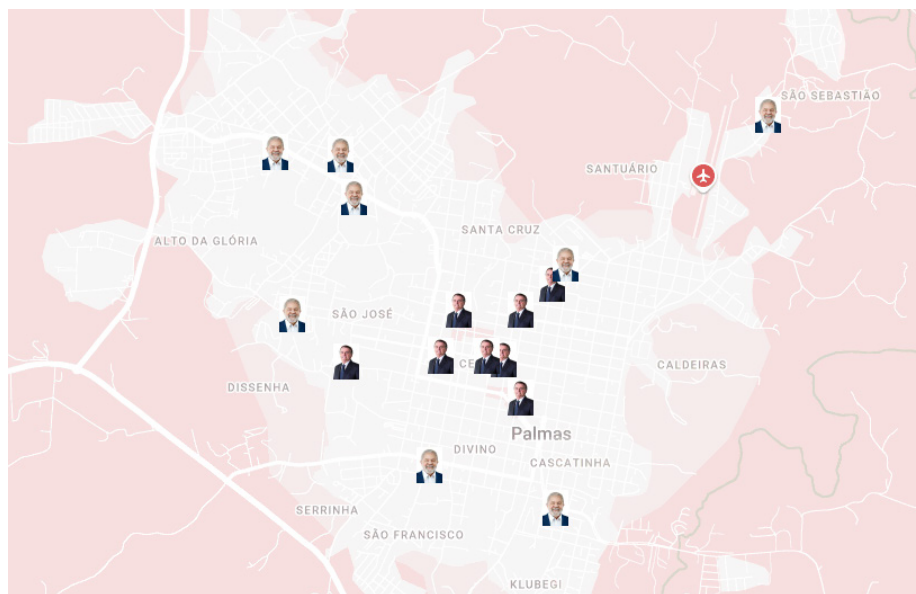 SÃO SEBASTIÃO
SANTUÁRIO
SANTA CRUZ
ALTO DA GLÓRIA
SÃO JOSÉ
CE
CALDEIRAS
DISSENHA
Palmas
DIVINO
CASCATINHA
SERRINHA
SÃO FRANCISCO
KLUBEGI